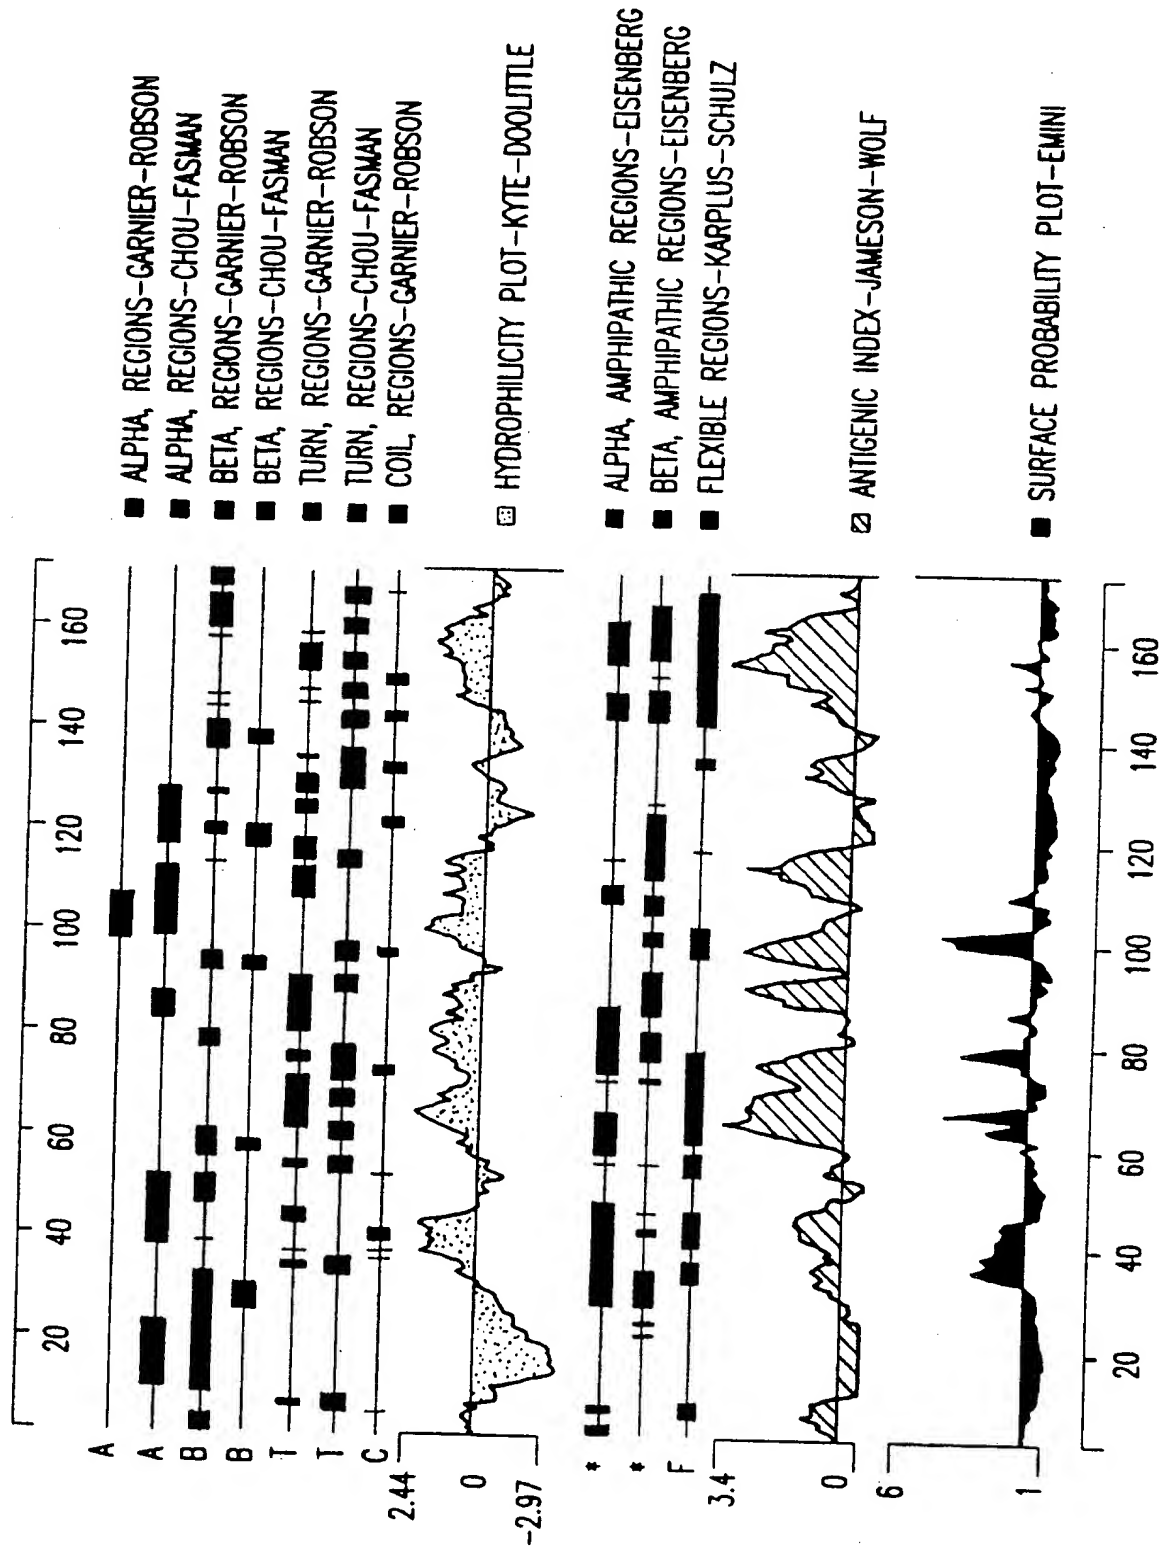 20 40 60 80 100 120 140 160
A ALPHA, REGIONS-GARNIER-ROBSON
A ALPHA, REGIONS-CHOU-FASMAN
B BETA, REGIONS-GARNIER-ROBSON
B BETA, REGIONS-CHOU-FASMAN
T TURN, REGIONS-GARNIER-ROBSON
T TURN, REGIONS-CHOU-FASMAN
C COIL, REGIONS-GARNIER-ROBSON
2.44
0 HYDROPHILICITY PLOT-KYTE-DOOLITTLE
-2.97
* ALPHA, AMPHIPATHIC REGIONS-EISENBERG
* BETA, AMPHIPATHIC REGIONS-EISENBERG
F FLEXIBLE REGIONS-KARPLUS-SCHULZ
3.4
0 ANTIGENIC INDEX-JAMESON-WOLF
6
1 SURFACE PROBABILITY PLOT-EMINI
20 40 60 80 100 120 140 160